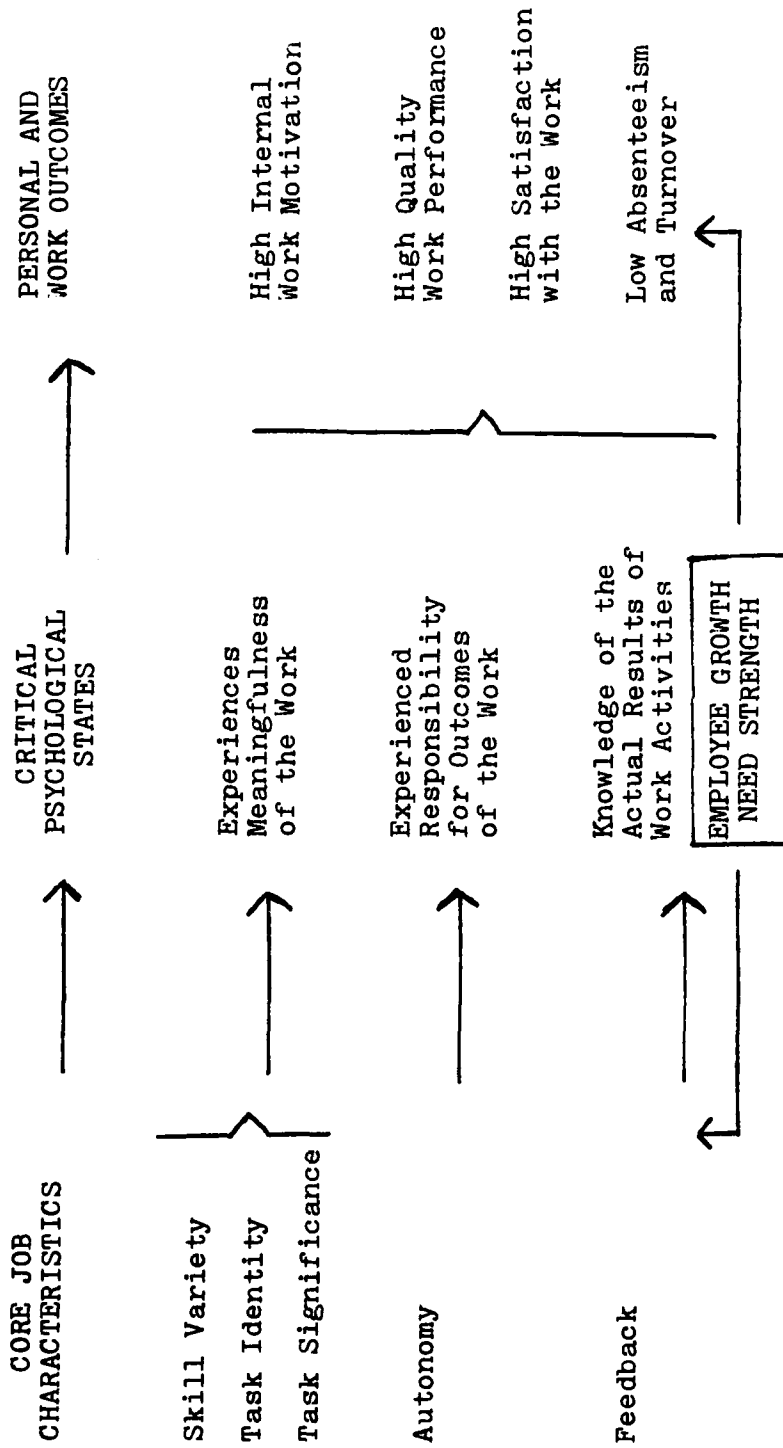 CORE JOB
CHARACTERISTICS
CRITICAL
PSYCHOLOGICAL
STATES
PERSONAL AND
WORK OUTCOMES
Skill Variety
Task Identity
Task Significance
Experiences
Meaningfulness
of the Work
High Internal
Work Motivation
Autonomy
Experienced
Responsibility
for Outcomes
of the Work
High Quality
Work Performance
High Satisfaction
with the Work
Feedback
Knowledge of the
Actual Results of
Work Activities
Low Absenteeism
and Turnover
EMPLOYEE GROWTH
NEED STRENGTH